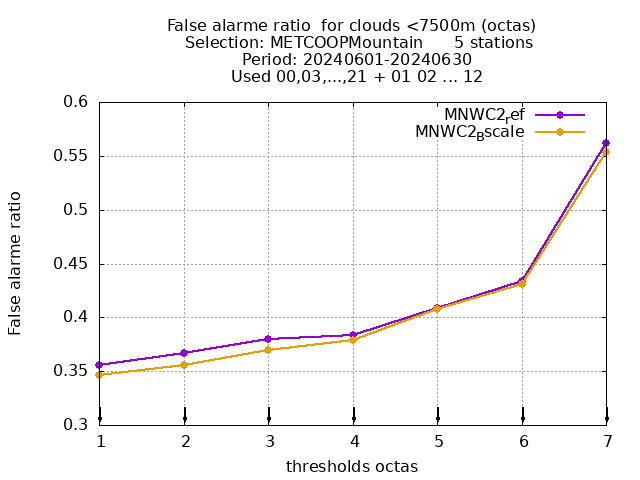 False alarme ratio  for clouds <7500m (octas)
Selection: METCOOPMountain      5 stations
Period: 20240601-20240630
Used 00,03,...,21 + 01 02 ... 12
MNWC2ref
MNWC2Bscale
0.6
0.55
0.5
0.45
0.4
0.35
0.3
False alarme ratio
1 2 3 4 5 6 7
thresholds octas